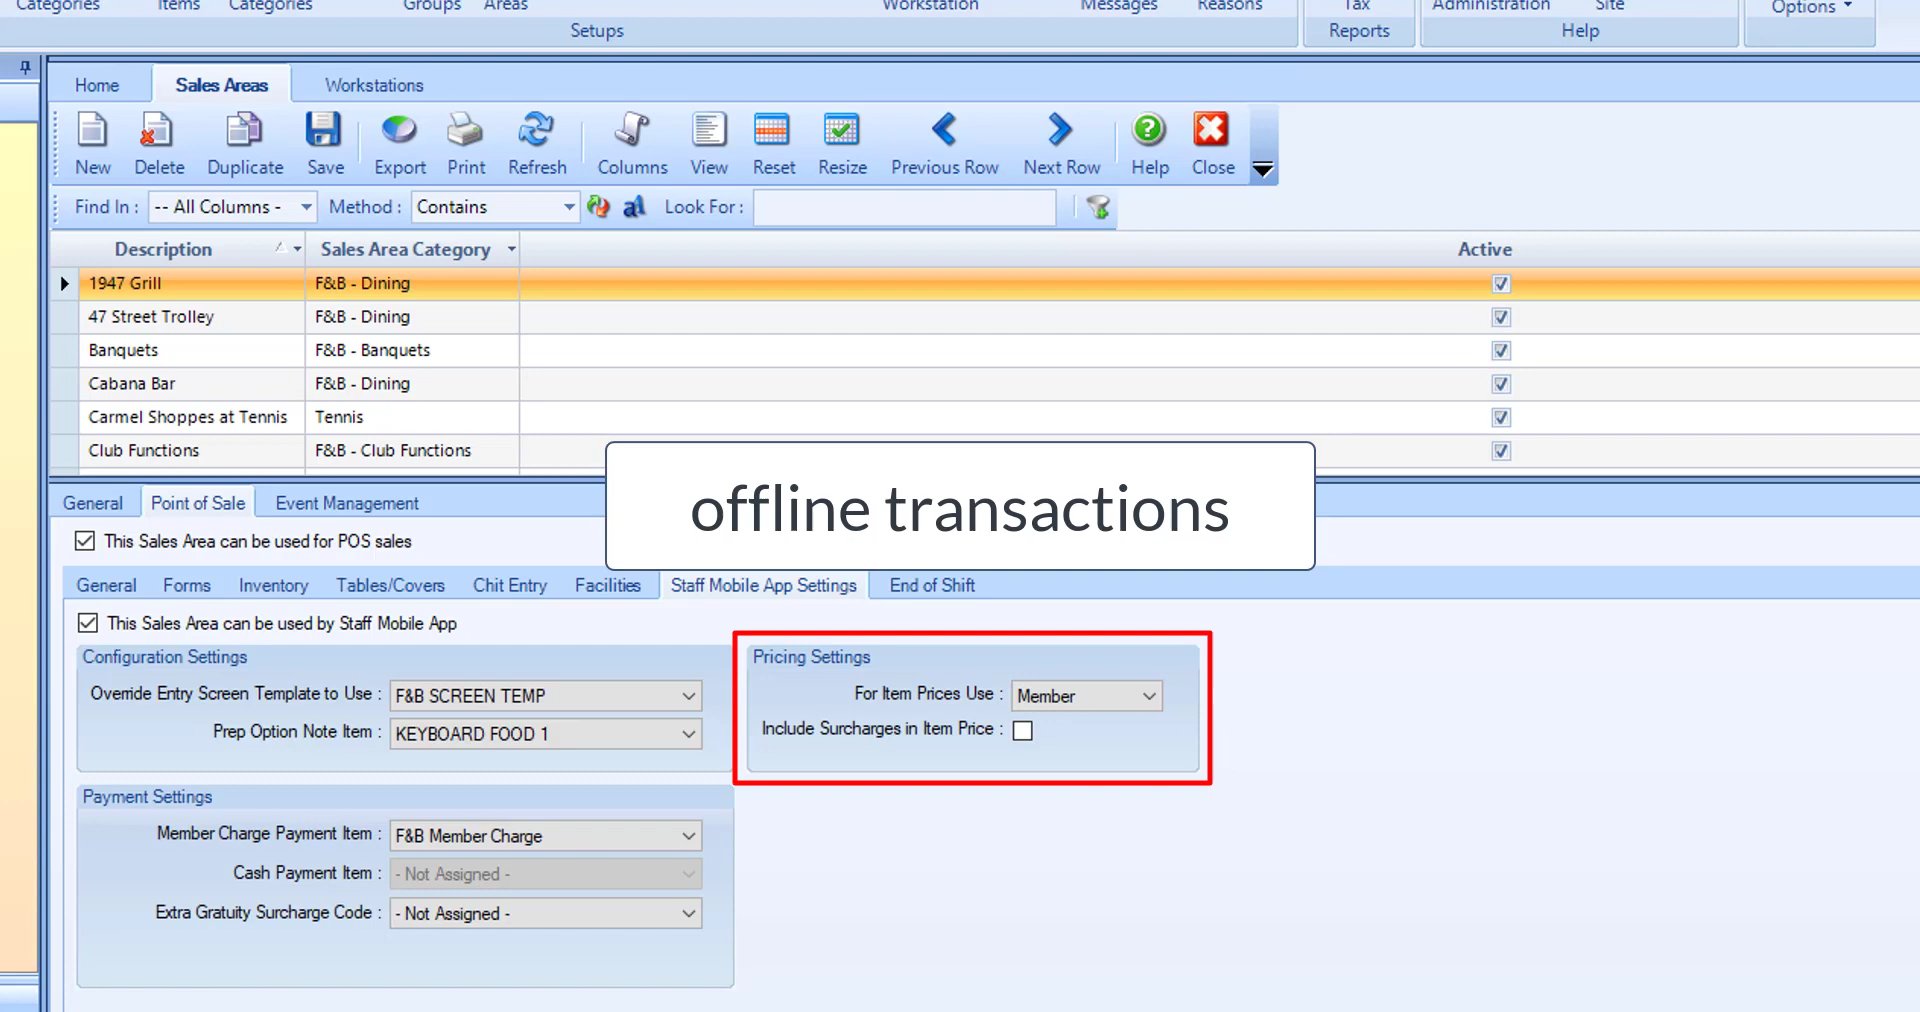 Categories Items Categories Groups Areas Workstation Messages Reasons Tax Administration Site Options
Setups Reports Help
Home Sales Areas Workstations
New Delete Duplicate Save Export Print Refresh Columns View Reset Resize Previous Row Next Row Help Close
Find In : -- All Columns - Method : Contains Look For :
Description Sales Area Category Active
1947 Grill F&B - Dining
47 Street Trolley F&B - Dining
Banquets F&B - Banquets
Cabana Bar F&B - Dining
Carmel Shoppes at Tennis Tennis
Club Functions F&B - Club Functions
offline transactions
General Point of Sale Event Management
This Sales Area can be used for POS sales
General Forms Inventory Tables/Covers Chit Entry Facilities Staff Mobile App Settings End of Shift
This Sales Area can be used by Staff Mobile App
Configuration Settings
Override Entry Screen Template to Use : F&B SCREEN TEMP
Prep Option Note Item : KEYBOARD FOOD 1
Pricing Settings
For Item Prices Use : Member
Include Surcharges in Item Price :
Payment Settings
Member Charge Payment Item : F&B Member Charge
Cash Payment Item : - Not Assigned -
Extra Gratuity Surcharge Code : - Not Assigned -